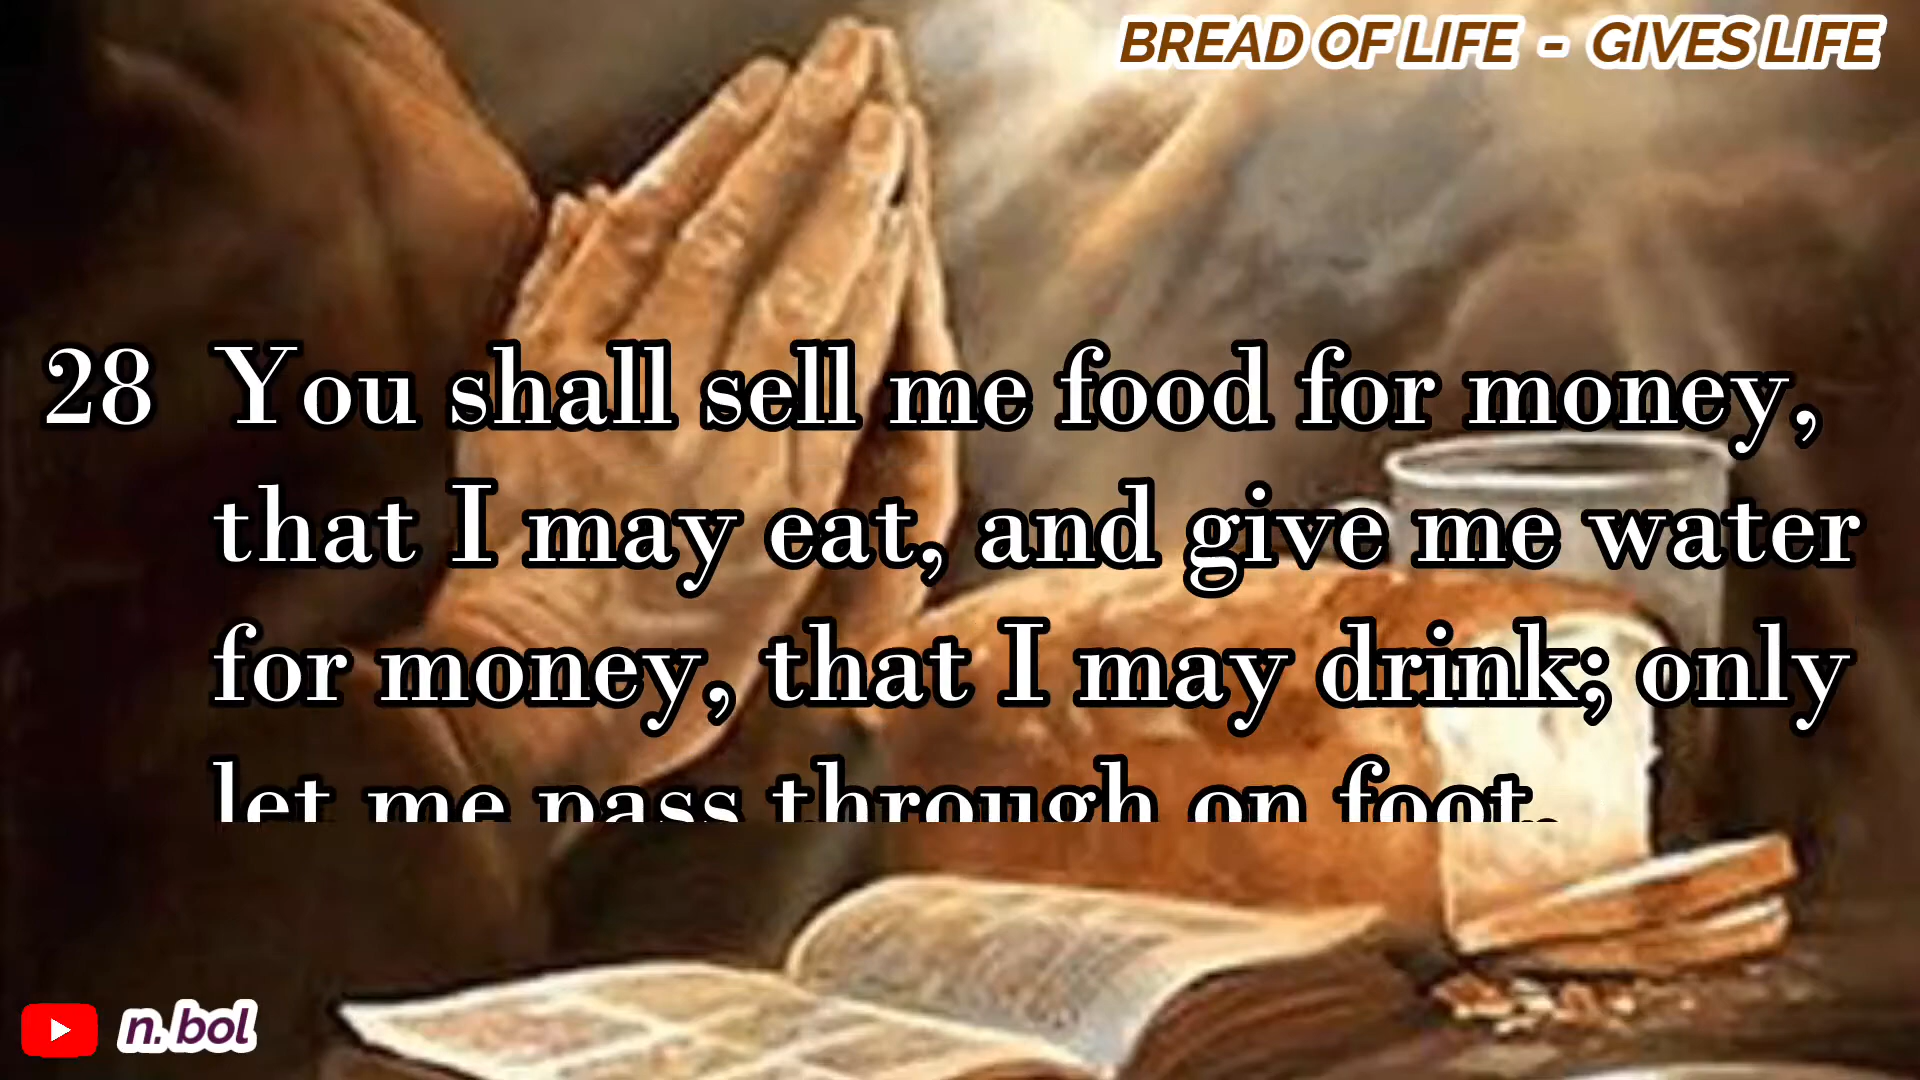 BREAD OF LIFE - GIVES LIFE
28 You shall sell me food for money,
that I may eat, and give me water
for money, that I may drink; only
let me pass through on foot.
n. bol